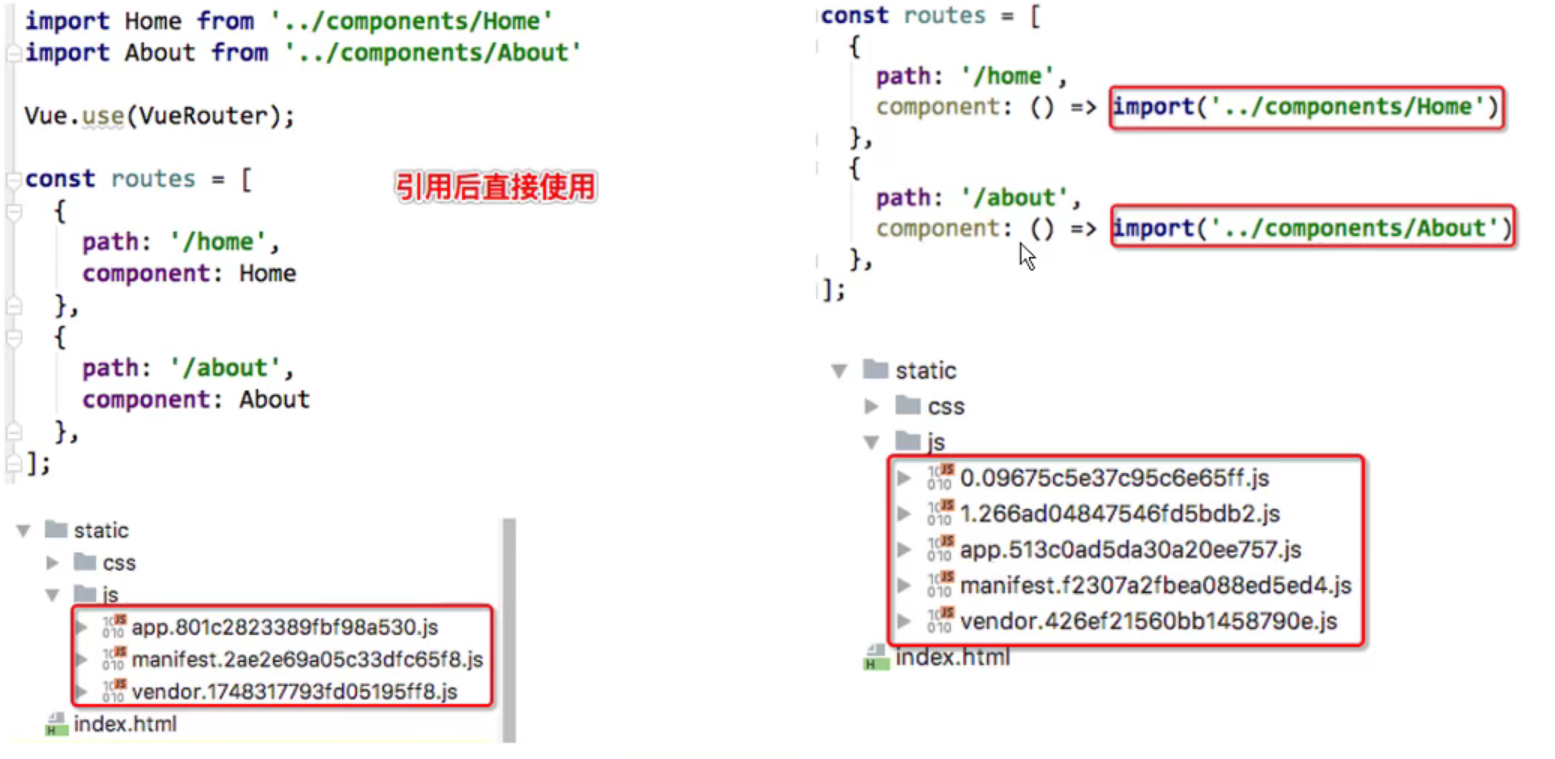 import Home from '../components/Home'
import About from '../components/About'
Vue.use(VueRouter);
const routes = [
引用后直接使用
{
path: '/home',
component: Home
},
{
path: '/about',
component: About
},
];
static
css
js
app.801c2823389fbf98a530.js
manifest.2ae2e69a05c33dfc65f8.js
vendor.1748317793fd05195ff8.js
index.html
const routes = [
{
path: '/home',
component: () => import('../components/Home')
},
{
path: '/about',
component: () => import('../components/About')
},
];
static
css
js
0.09675c5e37c95c6e65ff.js
1.266ad04847546fd5bdb2.js
app.513c0ad5da30a20ee757.js
manifest.f2307a2fbea088ed5ed4.js
vendor.426ef21560bb1458790e.js
index.html